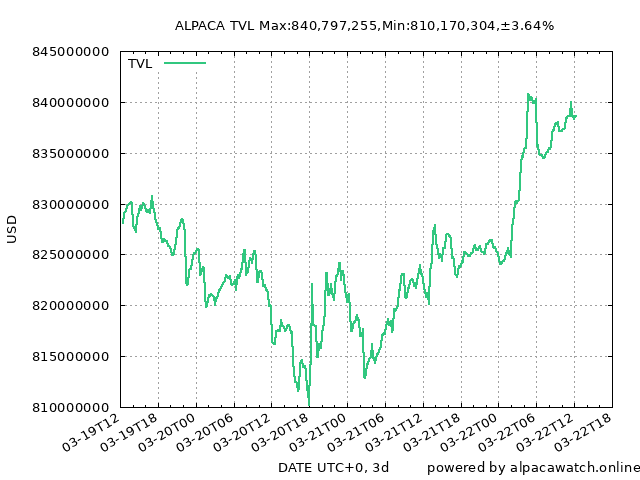 ALPACA TVL Max:840,797,255,Min:810,170,304,±3.64%
845000000
TVL
840000000
835000000
830000000
USD
825000000
820000000
815000000
810000000
03-19T12
03-19T18
03-20T00
03-20T06
03-20T12
03-20T18
03-21T00
03-21T06
03-21T12
03-21T18
03-22T00
03-22T06
03-22T12
03-22T18
DATE UTC+0, 3d
powered by alpacawatch.online